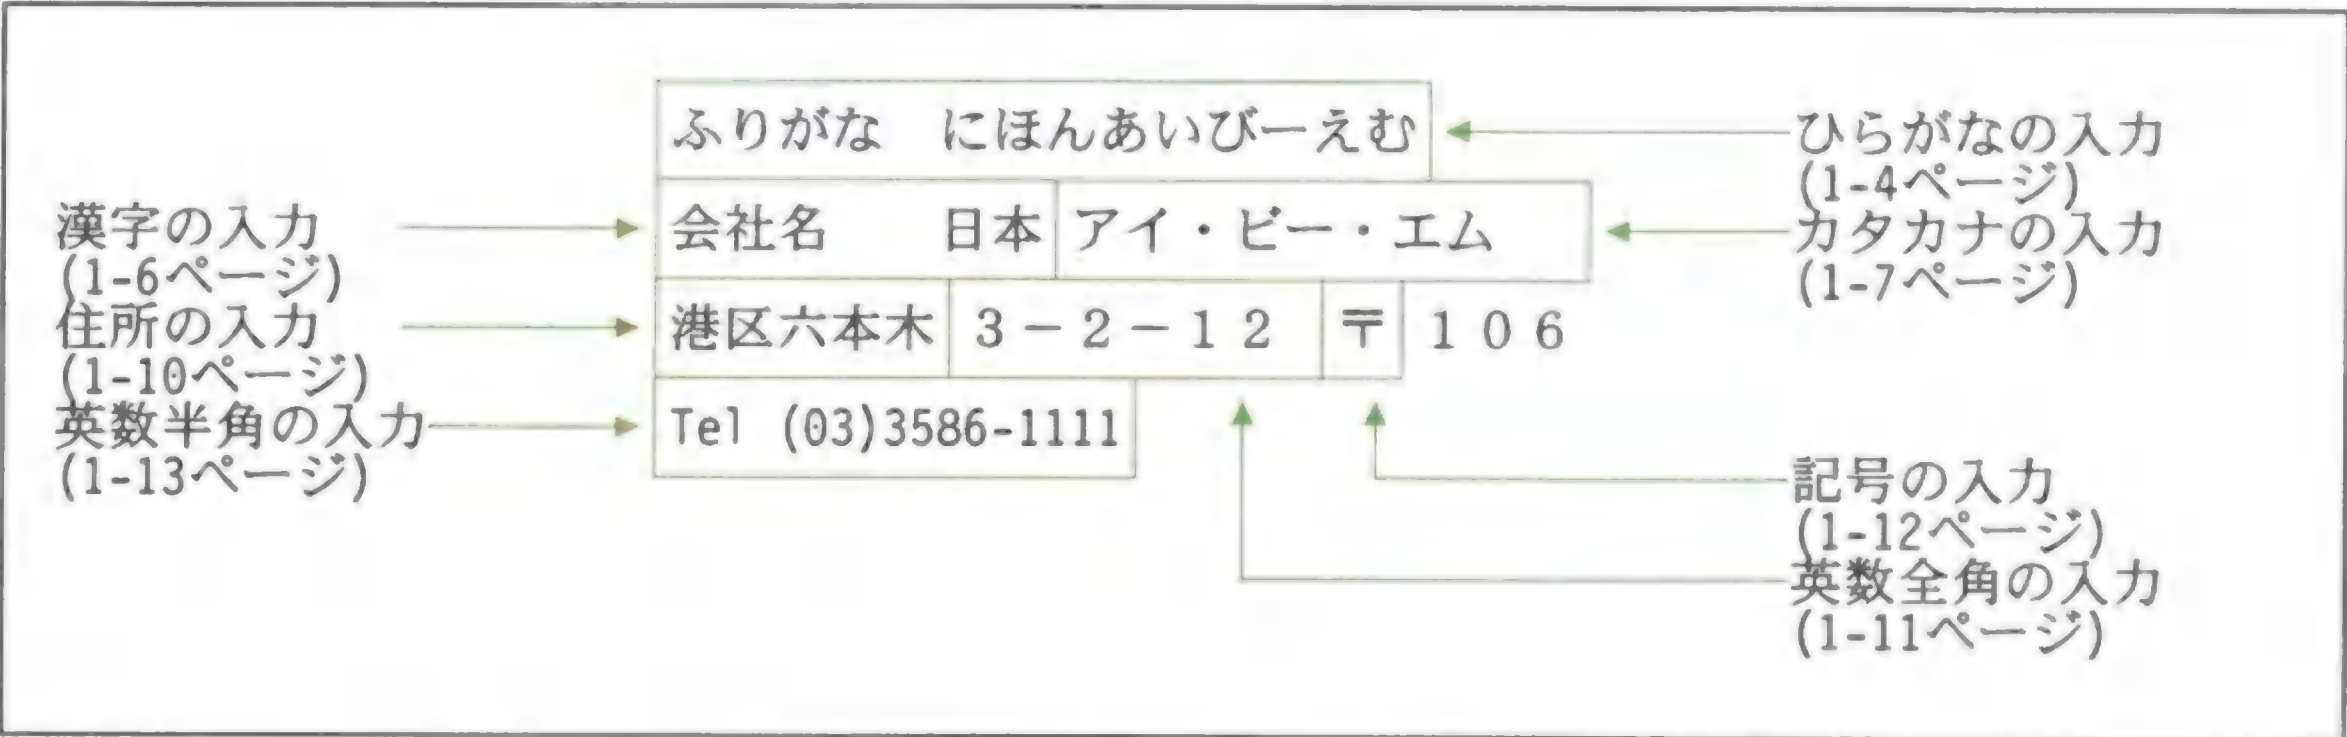 ふりがな　にほんあいびーえむ
会社名　　日本 アイ・ビー・エム
港区六本木 ３－２－１２ 〒 １０６
Tel (03)3586-1111
漢字の入力
(1-6ページ)
住所の入力
(1-10ページ)
英数半角の入力
(1-13ページ)
ひらがなの入力
(1-4ページ)
カタカナの入力
(1-7ページ)
記号の入力
(1-12ページ)
英数全角の入力
(1-11ページ)